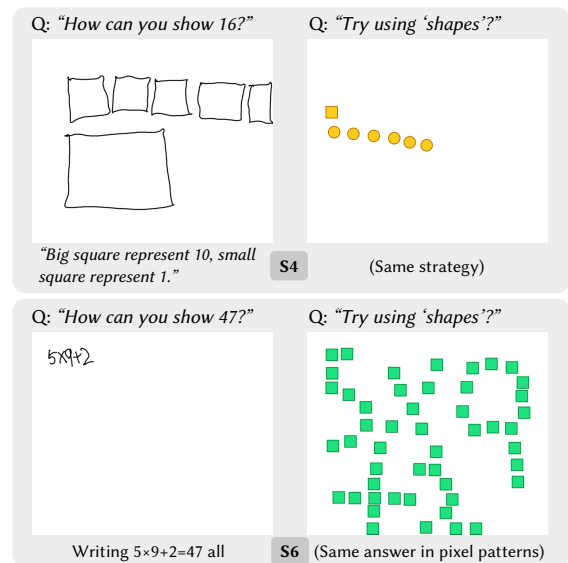 Q: “How can you show 16?”
Q: “Try using ‘shapes’?”
“Big square represent 10, small
square represent 1.”
S4
(Same strategy)
Q: “How can you show 47?”
Q: “Try using ‘shapes’?”
5x9+2
Writing 5×9+2=47 all
S6
(Same answer in pixel patterns)